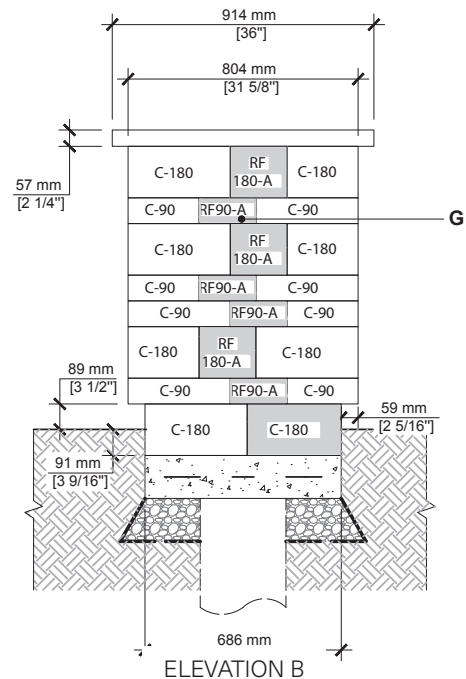 914 mm
[36"]
804 mm
[31 5/8"]
57 mm
[2 1/4"]
C-180 RF 180-A C-180
C-90 RF90-A C-90
G
C-180 RF 180-A C-180
C-90 RF90-A C-90
C-90 RF90-A C-90
C-180 RF 180-A C-180
C-90 RF90-A C-90
89 mm
[3 1/2"]
59 mm
[2 5/16"]
C-180 C-180
91 mm
[3 9/16"]
686 mm
ELEVATION B